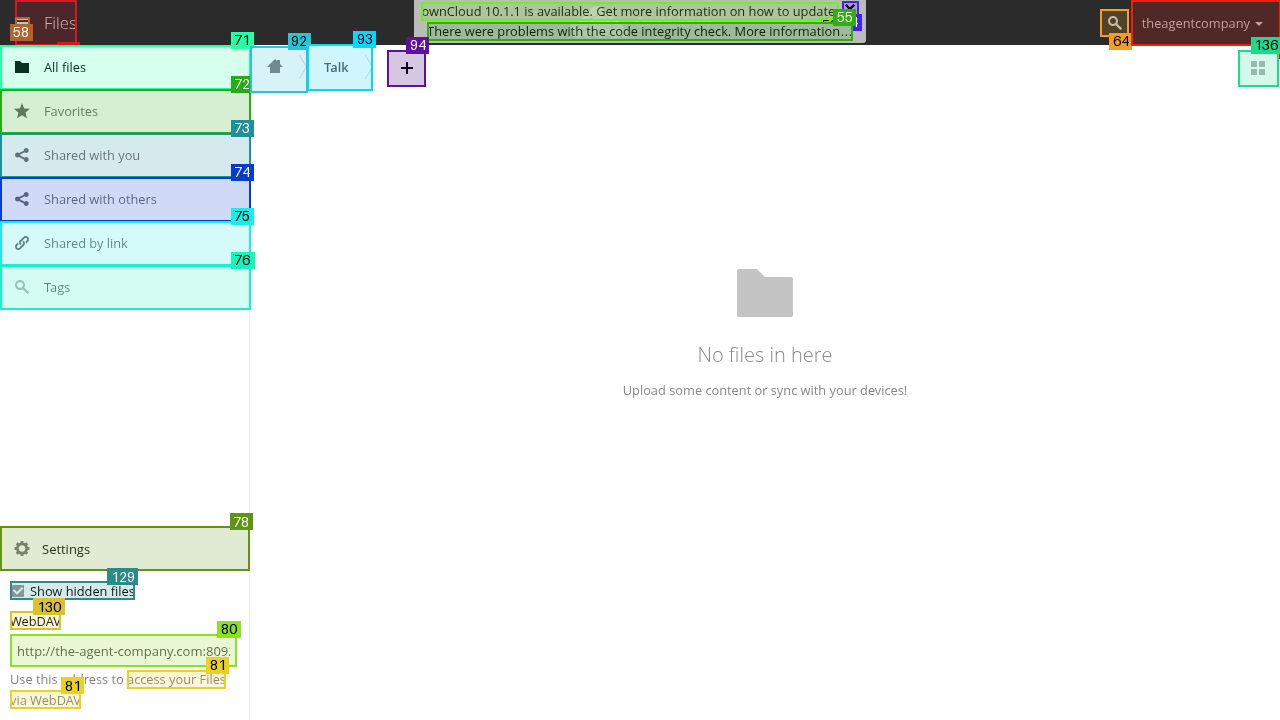 Files
58
ownCloud 10.1.1 is available. Get more information on how to update
There were problems with the code integrity check. More information...
55
64
theagentcompany
136
71
All files
72
Favorites
73
Shared with you
74
Shared with others
75
Shared by link
76
Tags
92
93
Talk
94
+
No files in here
Upload some content or sync with your devices!
78
Settings
129
Show hidden files
130
WebDAV
80
http://the-agent-company.com:809
81
Use this address to access your Files
81
via WebDAV